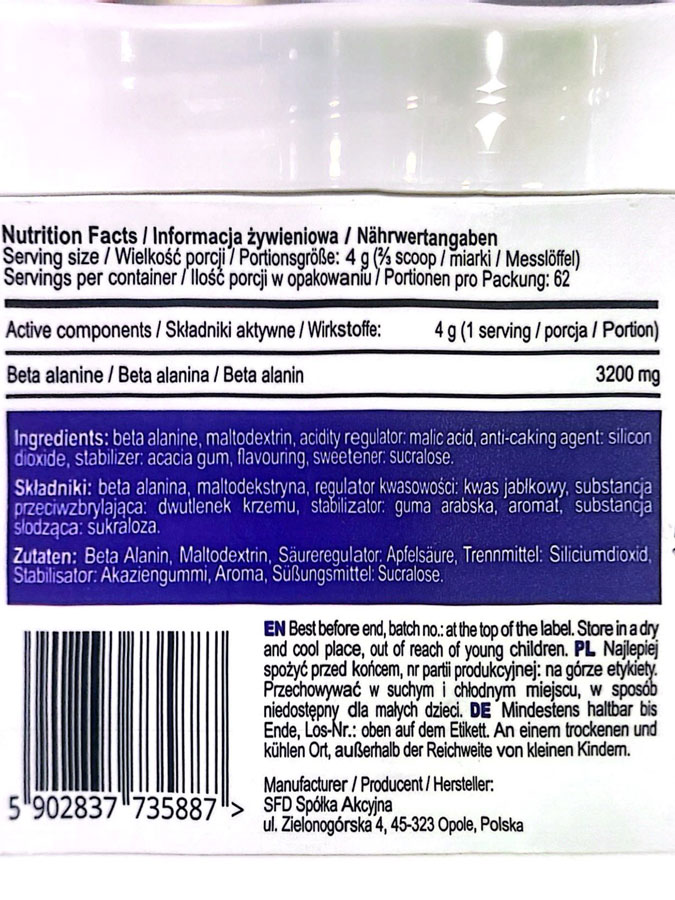 Nutrition Facts / Informacja żywieniowa / Nährwertangaben
Serving size / Wielkość porcji / Portionsgröße: 4 g (⅔ scoop / miarki / Messlöffel)
Servings per container / Ilość porcji w opakowaniu / Portionen pro Packung: 62
Active components / Składniki aktywne / Wirkstoffe: 4 g (1 serving / porcja / Portion)
Beta alanine / Beta alanina / Beta alanin 3200 mg
Ingredients: beta alanine, maltodextrin, acidity regulator: malic acid, anti-caking agent: silicon
dioxide, stabilizer: acacia gum, flavouring, sweetener: sucralose.
Składniki: beta alanina, maltodekstryna, regulator kwasowości: kwas jabłkowy, substancja
przeciwzbrylająca: dwutlenek krzemu, stabilizator: guma arabska, aromat, substancja
słodząca: sukraloza.
Zutaten: Beta Alanin, Maltodextrin, Säureregulator: Apfelsäure, Trennmittel: Siliciumdioxid,
Stabilisator: Akaziengummi, Aroma, Süßungsmittel: Sucralose.
EN Best before end, batch no.: at the top of the label. Store in a dry
and cool place, out of reach of young children. PL Najlepiej
spożyć przed końcem, nr partii produkcyjnej: na górze etykiety.
Przechowywać w suchym i chłodnym miejscu, w sposób
niedostępny dla małych dzieci. DE Mindestens haltbar bis
Ende, Los-Nr.: oben auf dem Etikett. An einem trockenen und
kühlen Ort, außerhalb der Reichweite von kleinen Kindern.
Manufacturer / Producent / Hersteller:
SFD Spółka Akcyjna
ul. Zielonogórska 4, 45-323 Opole, Polska
5 902837 735887 >